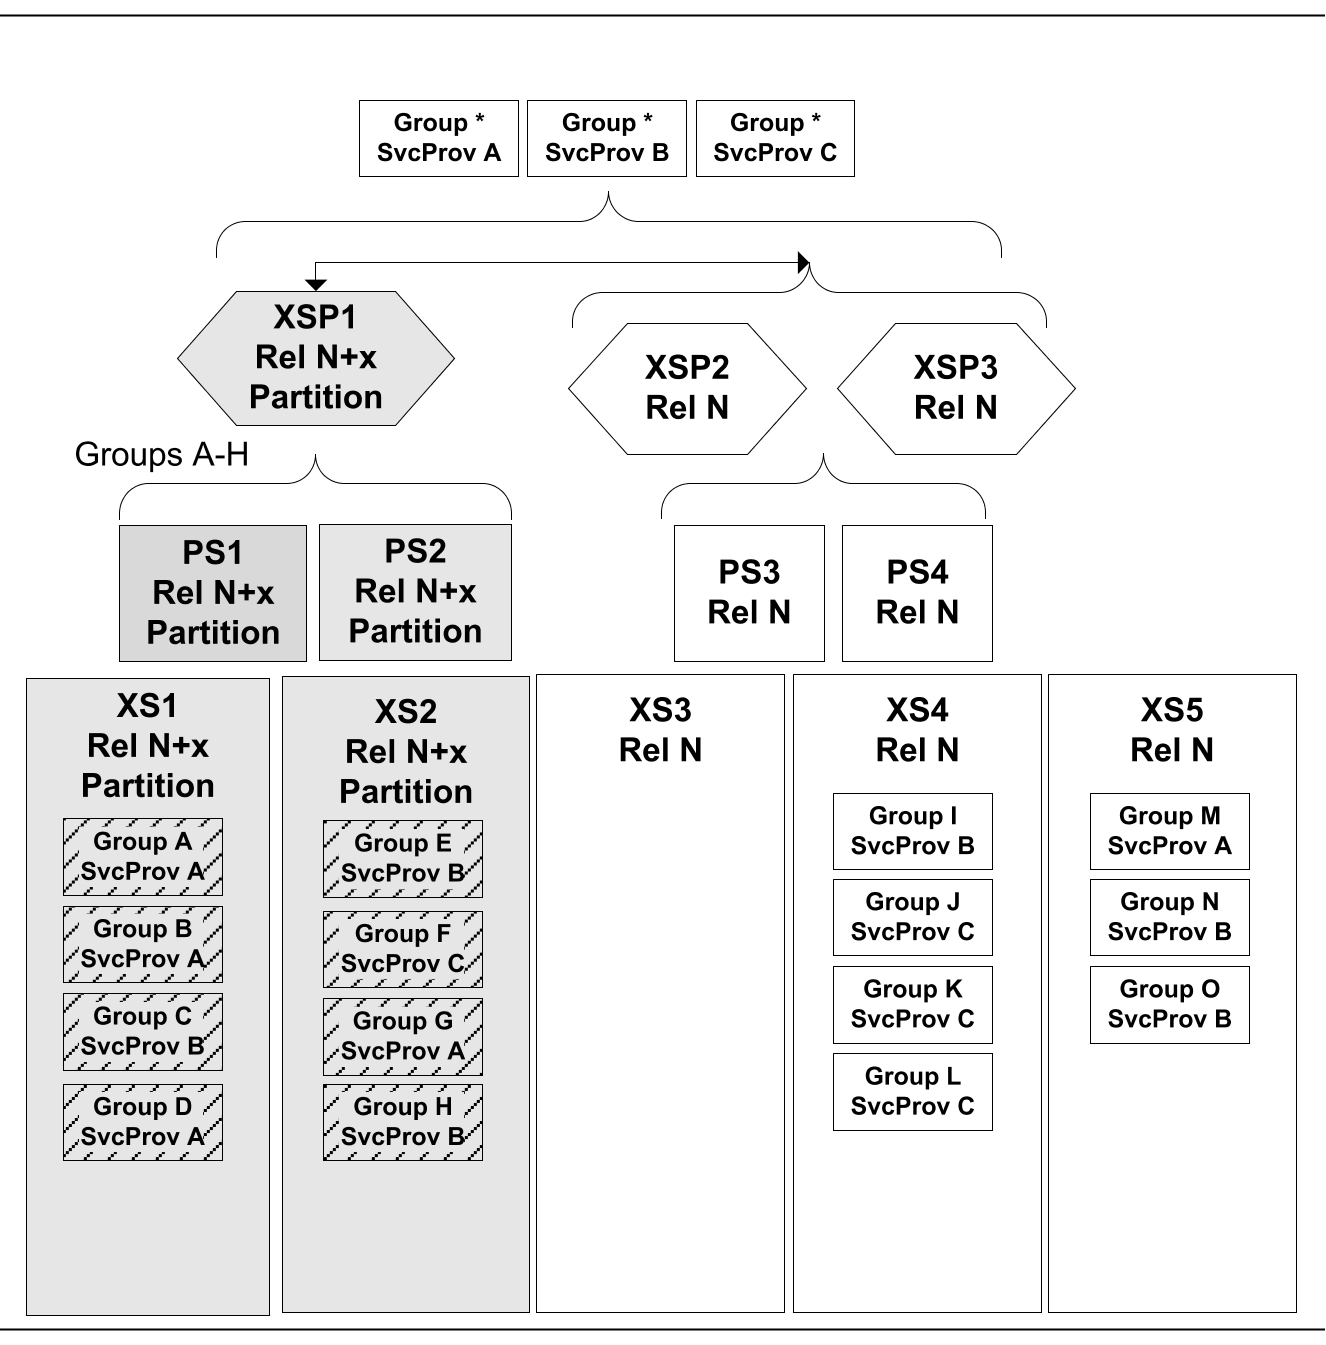 Group *
SvcProv A
Group *
SvcProv B
Group *
SvcProv C
XSP1
Rel N+x
Partition
XSP2
Rel N
XSP3
Rel N
Groups A-H
PS1
Rel N+x
Partition
PS2
Rel N+x
Partition
PS3
Rel N
PS4
Rel N
XS1
Rel N+x
Partition
Group A
SvcProv A
Group B
SvcProv A
Group C
SvcProv B
Group D
SvcProv A
XS2
Rel N+x
Partition
Group E
SvcProv B
Group F
SvcProv C
Group G
SvcProv A
Group H
SvcProv B
XS3
Rel N
XS4
Rel N
Group I
SvcProv B
Group J
SvcProv C
Group K
SvcProv C
Group L
SvcProv C
XS5
Rel N
Group M
SvcProv A
Group N
SvcProv B
Group O
SvcProv B